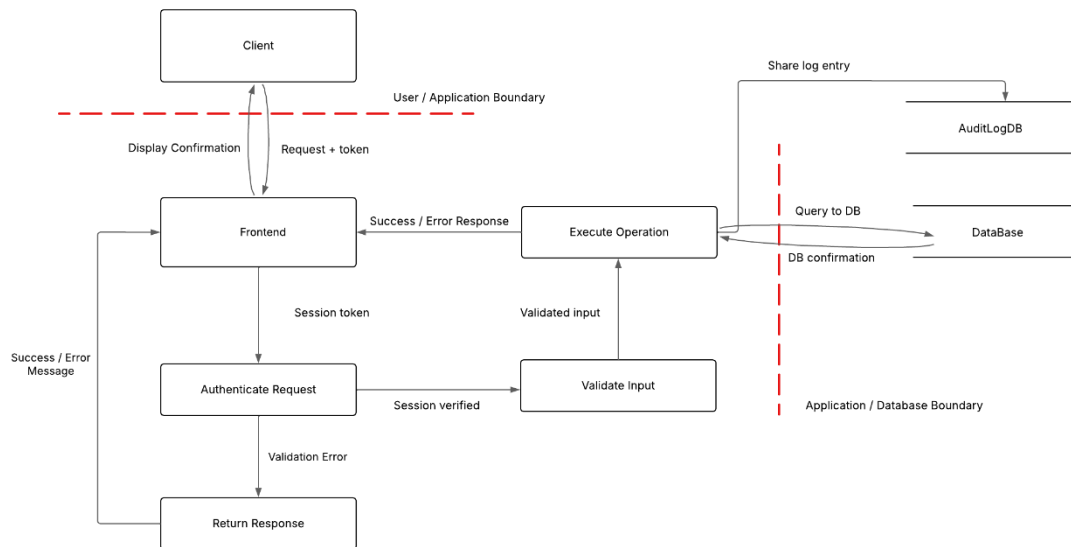 Client
Share log entry
User / Application Boundary
AuditLogDB
Display Confirmation
Request + token
Frontend
Success / Error Response
Execute Operation
Query to DB
DataBase
DB confirmation
Session token
Validated input
Success / Error
Message
Authenticate Request
Session verified
Validate Input
Application / Database Boundary
Validation Error
Return Response